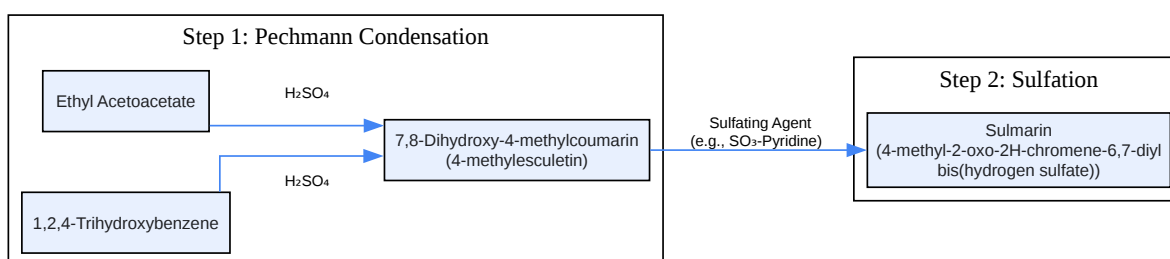 Step 1: Pechmann Condensation
Ethyl Acetoacetate
H₂SO₄
7,8-Dihydroxy-4-methylcoumarin
(4-methylesculetin)
H₂SO₄
1,2,4-Trihydroxybenzene
Sulfating Agent
(e.g., SO₃-Pyridine)
Step 2: Sulfation
Sulmarin
(4-methyl-2-oxo-2H-chromene-6,7-diyl
bis(hydrogen sulfate))